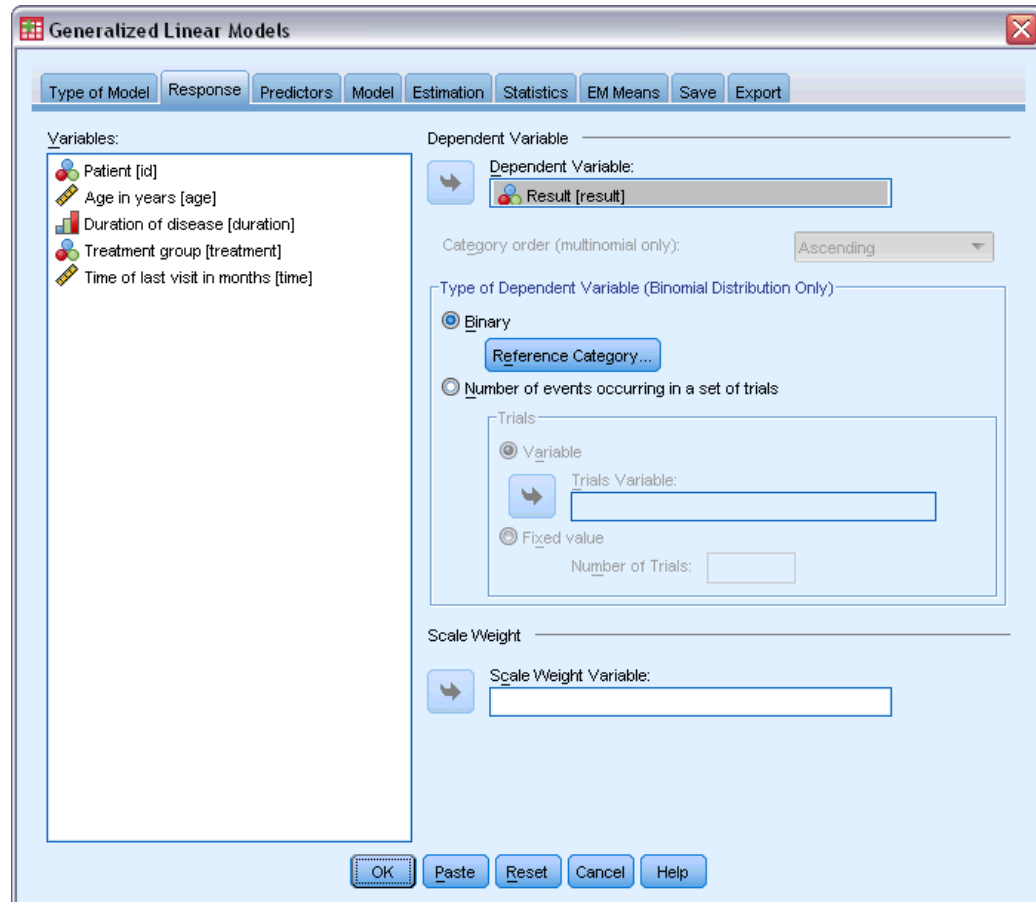 Generalized Linear Models
Type of Model Response Predictors Model Estimation Statistics EM Means Save Export
Variables:
Patient [id]
Age in years [age]
Duration of disease [duration]
Treatment group [treatment]
Time of last visit in months [time]
Dependent Variable
Dependent Variable:
Result [result]
Category order (multinomial only): Ascending
Type of Dependent Variable (Binomial Distribution Only)
Binary
Reference Category...
Number of events occurring in a set of trials
Trials
Variable
Trials Variable:
Fixed value
Number of Trials:
Scale Weight
Scale Weight Variable:
OK Paste Reset Cancel Help